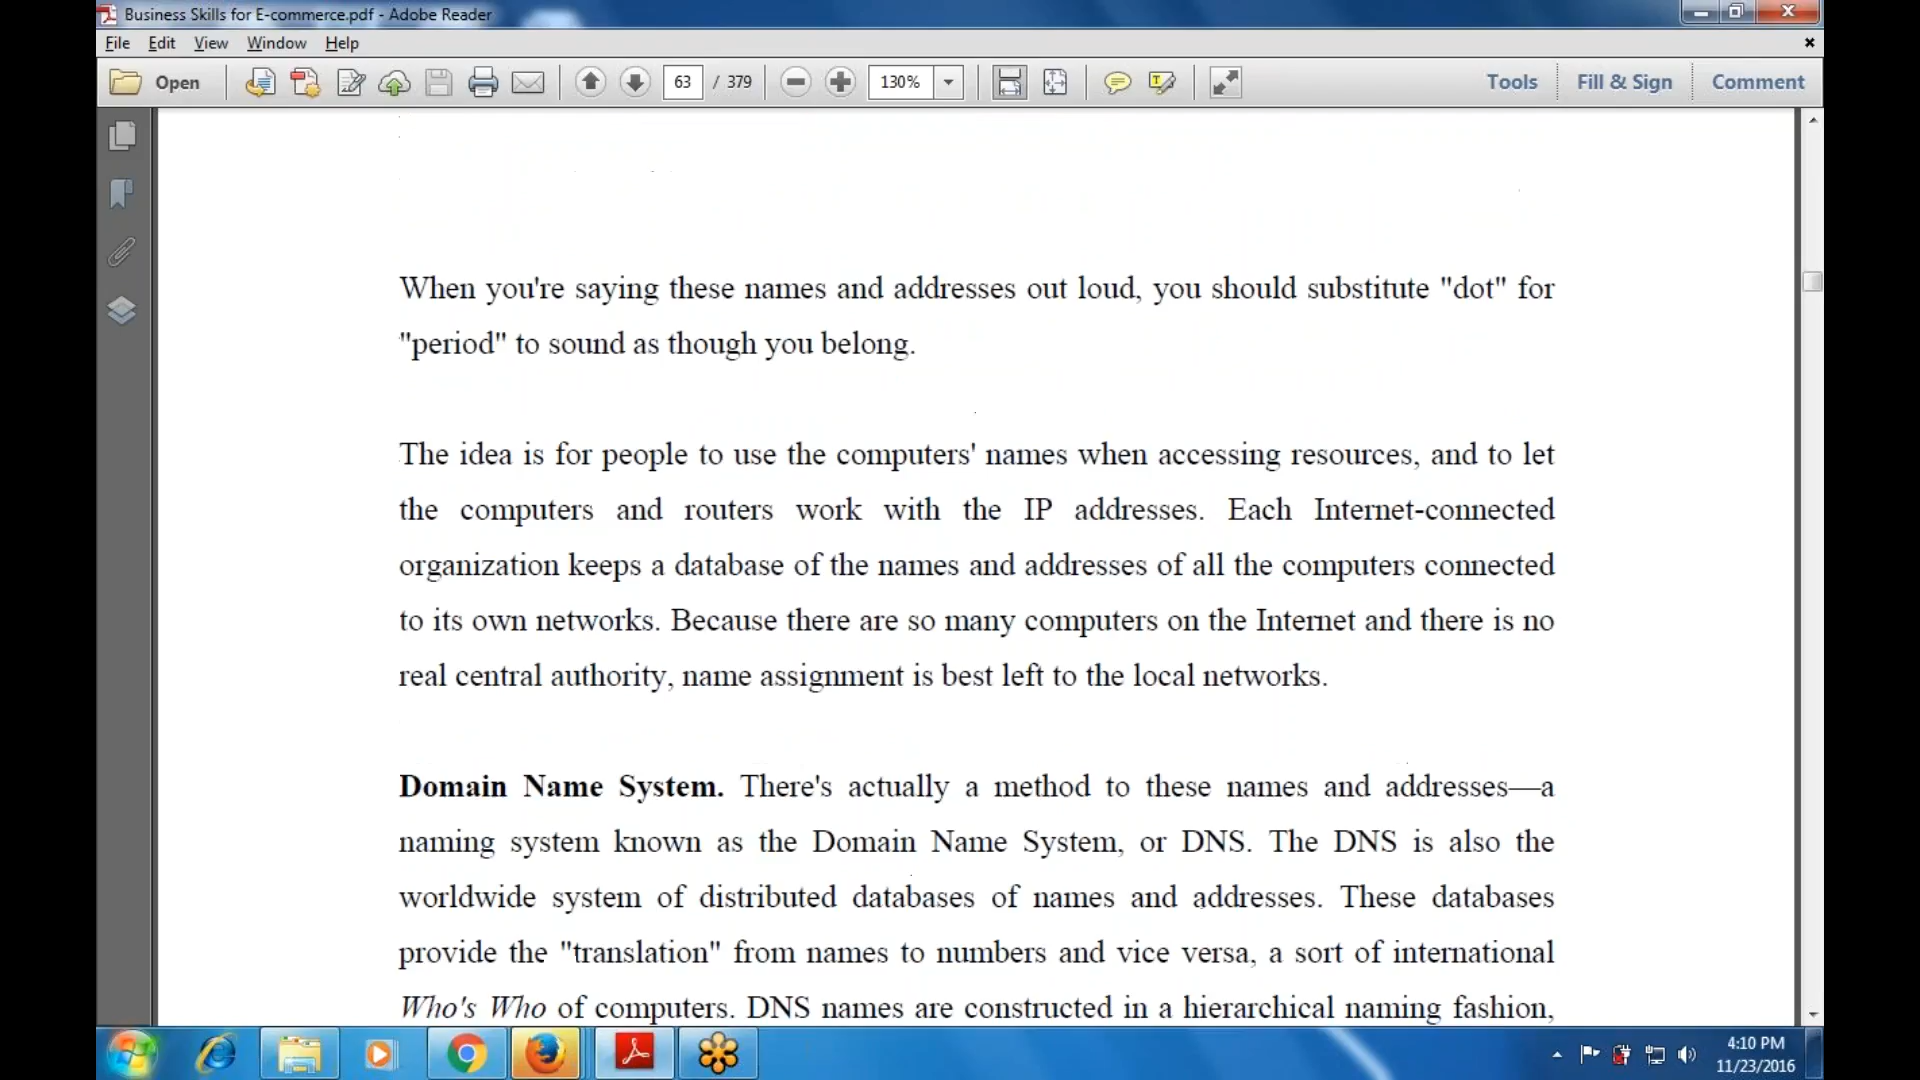 Business Skills for E-commerce.pdf - Adobe Reader
File Edit View Window Help
Open 63 / 379 130% Tools Fill & Sign Comment
When you're saying these names and addresses out loud, you should substitute "dot" for
"period" to sound as though you belong.
The idea is for people to use the computers' names when accessing resources, and to let
the computers and routers work with the IP addresses. Each Internet-connected
organization keeps a database of the names and addresses of all the computers connected
to its own networks. Because there are so many computers on the Internet and there is no
real central authority, name assignment is best left to the local networks.
Domain Name System. There's actually a method to these names and addresses—a
naming system known as the Domain Name System, or DNS. The DNS is also the
worldwide system of distributed databases of names and addresses. These databases
provide the "translation" from names to numbers and vice versa, a sort of international
Who's Who of computers. DNS names are constructed in a hierarchical naming fashion,
4:10 PM
11/23/2016